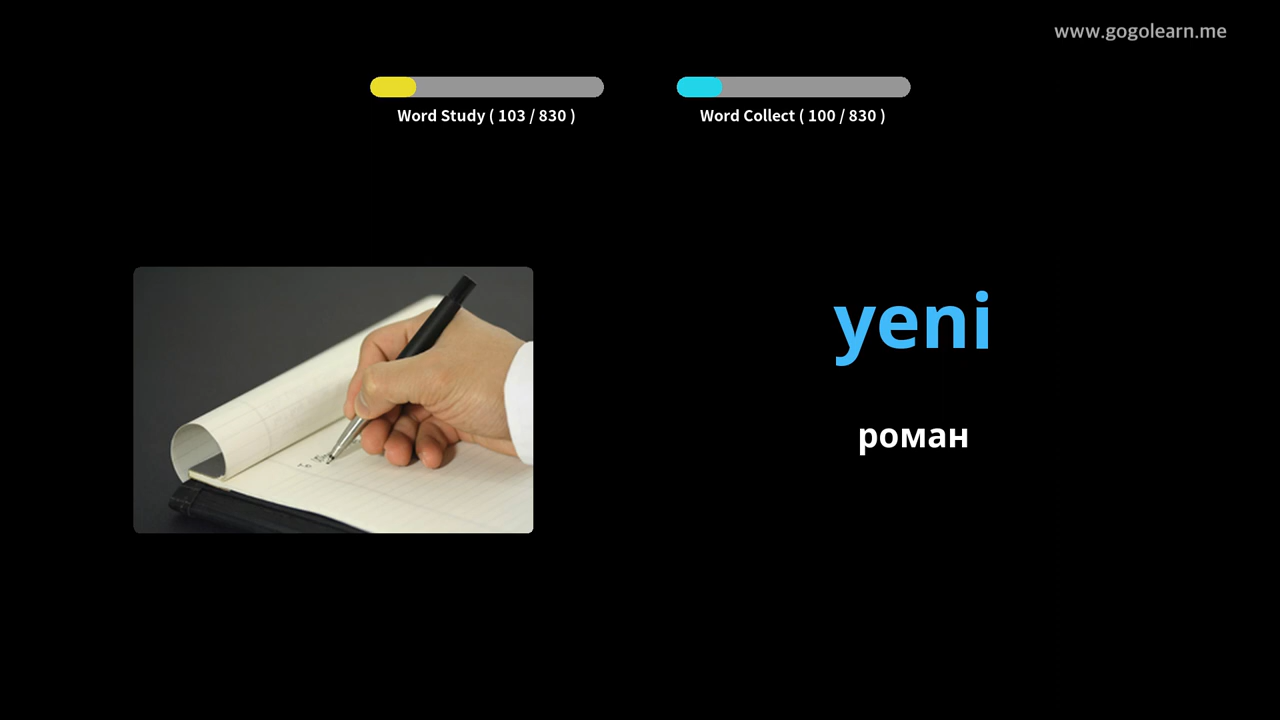 www.gogolearn.me
Word Study ( 103 / 830 )
Word Collect ( 100 / 830 )
yeni
роман